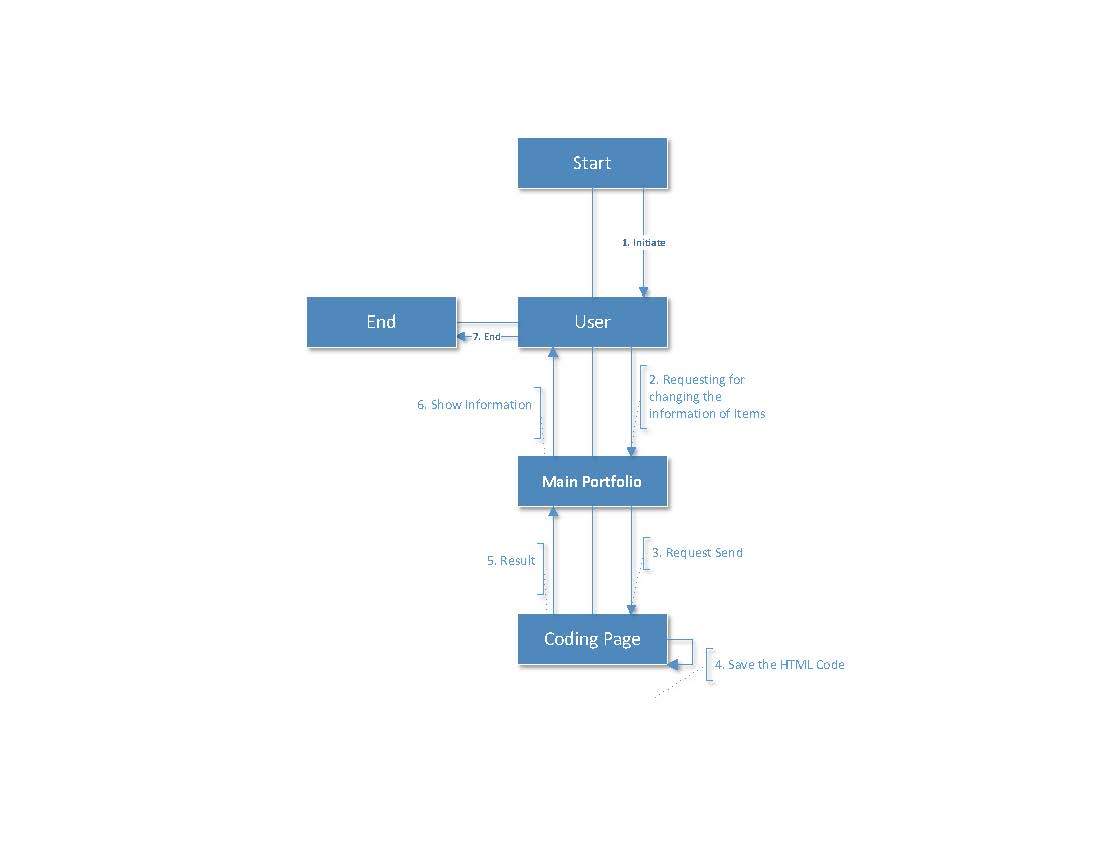 Start
1. Initiate
End
7. End
User
2. Requesting for
changing the
information of Items
6. Show Information
Main Portfolio
5. Result
3. Request Send
Coding Page
4. Save the HTML Code